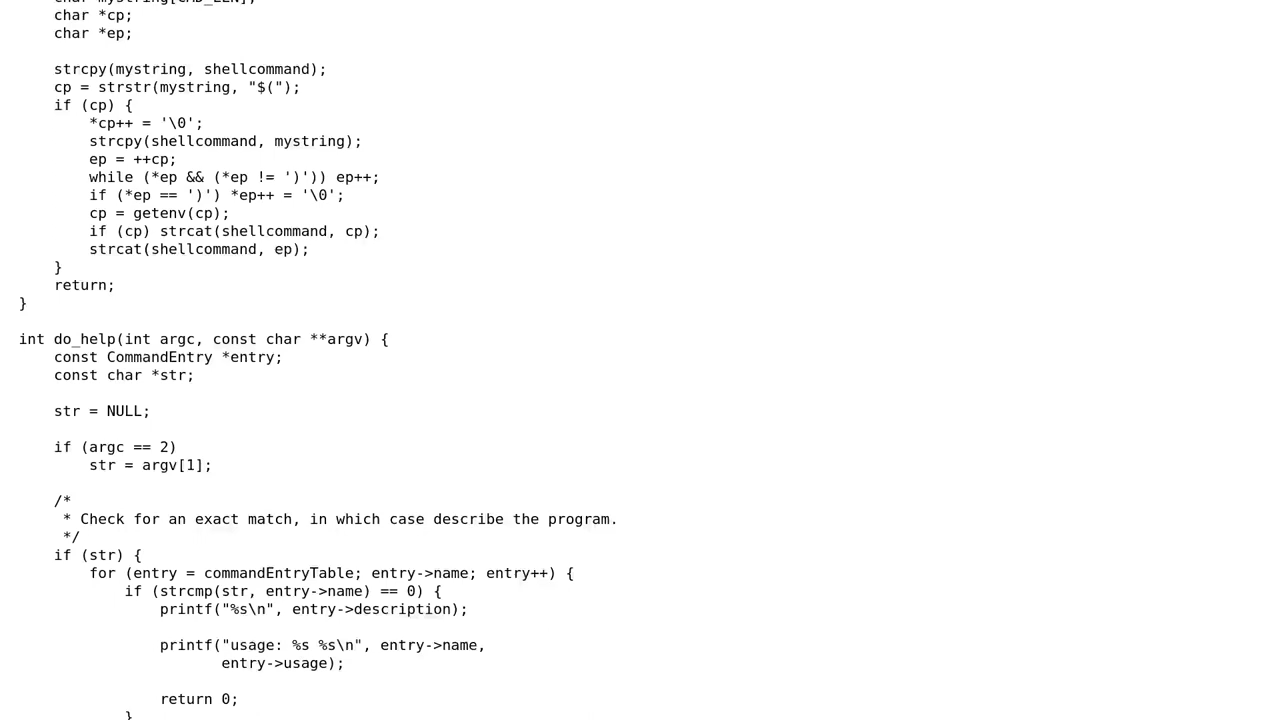 char mystring[CMD_LEN];
    char *cp;
    char *ep;

    strcpy(mystring, shellcommand);
    cp = strstr(mystring, "$(");
    if (cp) {
        *cp++ = '\0';
        strcpy(shellcommand, mystring);
        ep = ++cp;
        while (*ep && (*ep != ')')) ep++;
        if (*ep == ')') *ep++ = '\0';
        cp = getenv(cp);
        if (cp) strcat(shellcommand, cp);
        strcat(shellcommand, ep);
    }
    return;
}

int do_help(int argc, const char **argv) {
    const CommandEntry *entry;
    const char *str;

    str = NULL;

    if (argc == 2)
        str = argv[1];

    /*
     * Check for an exact match, in which case describe the program.
     */
    if (str) {
        for (entry = commandEntryTable; entry->name; entry++) {
            if (strcmp(str, entry->name) == 0) {
                printf("%s\n", entry->description);

                printf("usage: %s %s\n", entry->name,
                       entry->usage);

                return 0;
            }